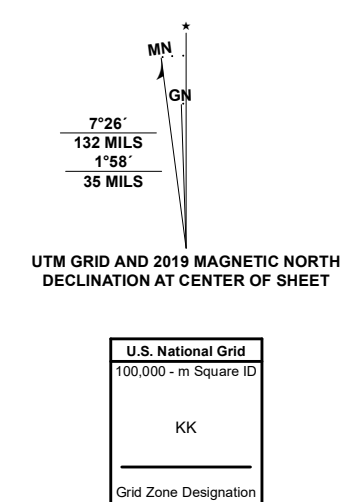 MN
GN
7°26´
132 MILS
1°58´
35 MILS
UTM GRID AND 2019 MAGNETIC NORTH
DECLINATION AT CENTER OF SHEET
U.S. National Grid
100,000 - m Square ID
KK
Grid Zone Designation